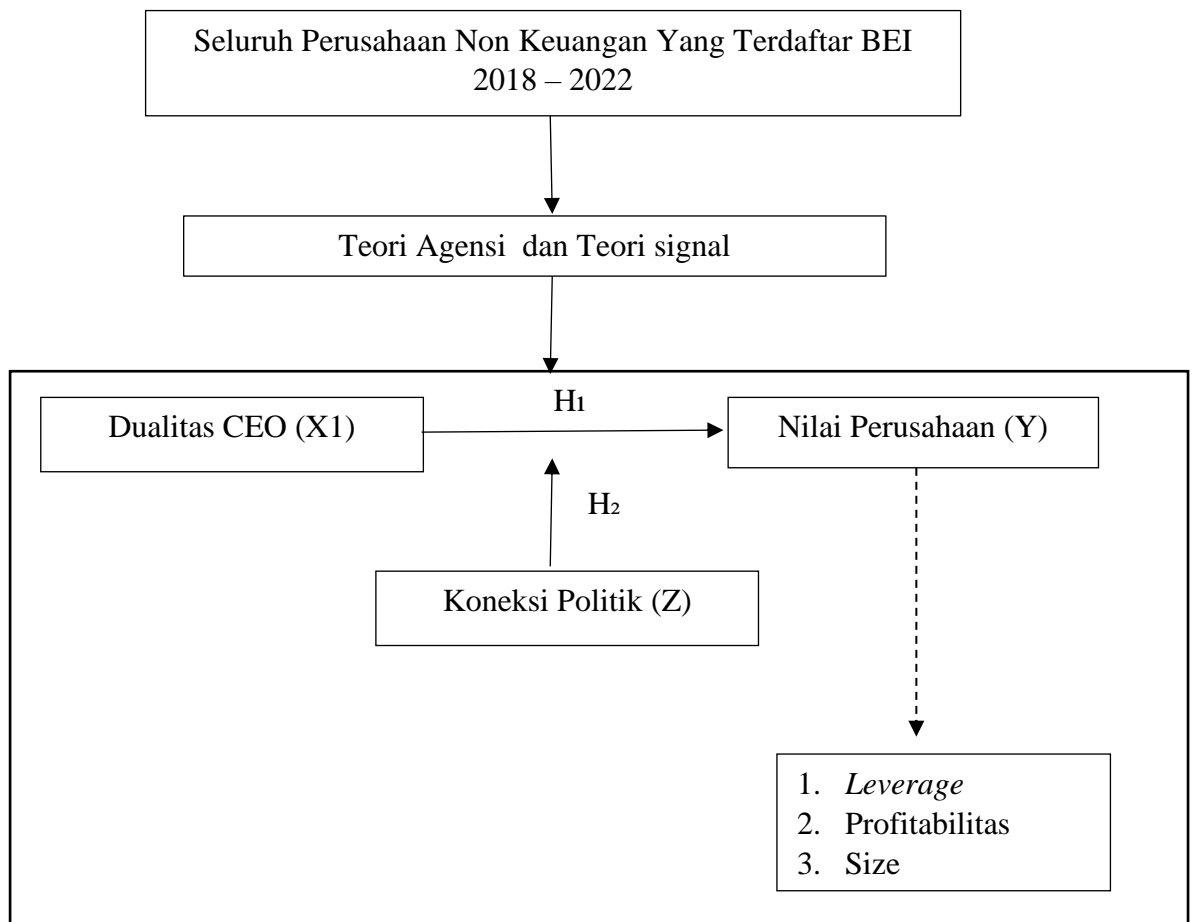 Seluruh Perusahaan Non Keuangan Yang Terdaftar BEI
2018 – 2022
Teori Agensi dan Teori signal
H1
Dualitas CEO (X1)
Nilai Perusahaan (Y)
H2
Koneksi Politik (Z)
1. Leverage
2. Profitabilitas
3. Size